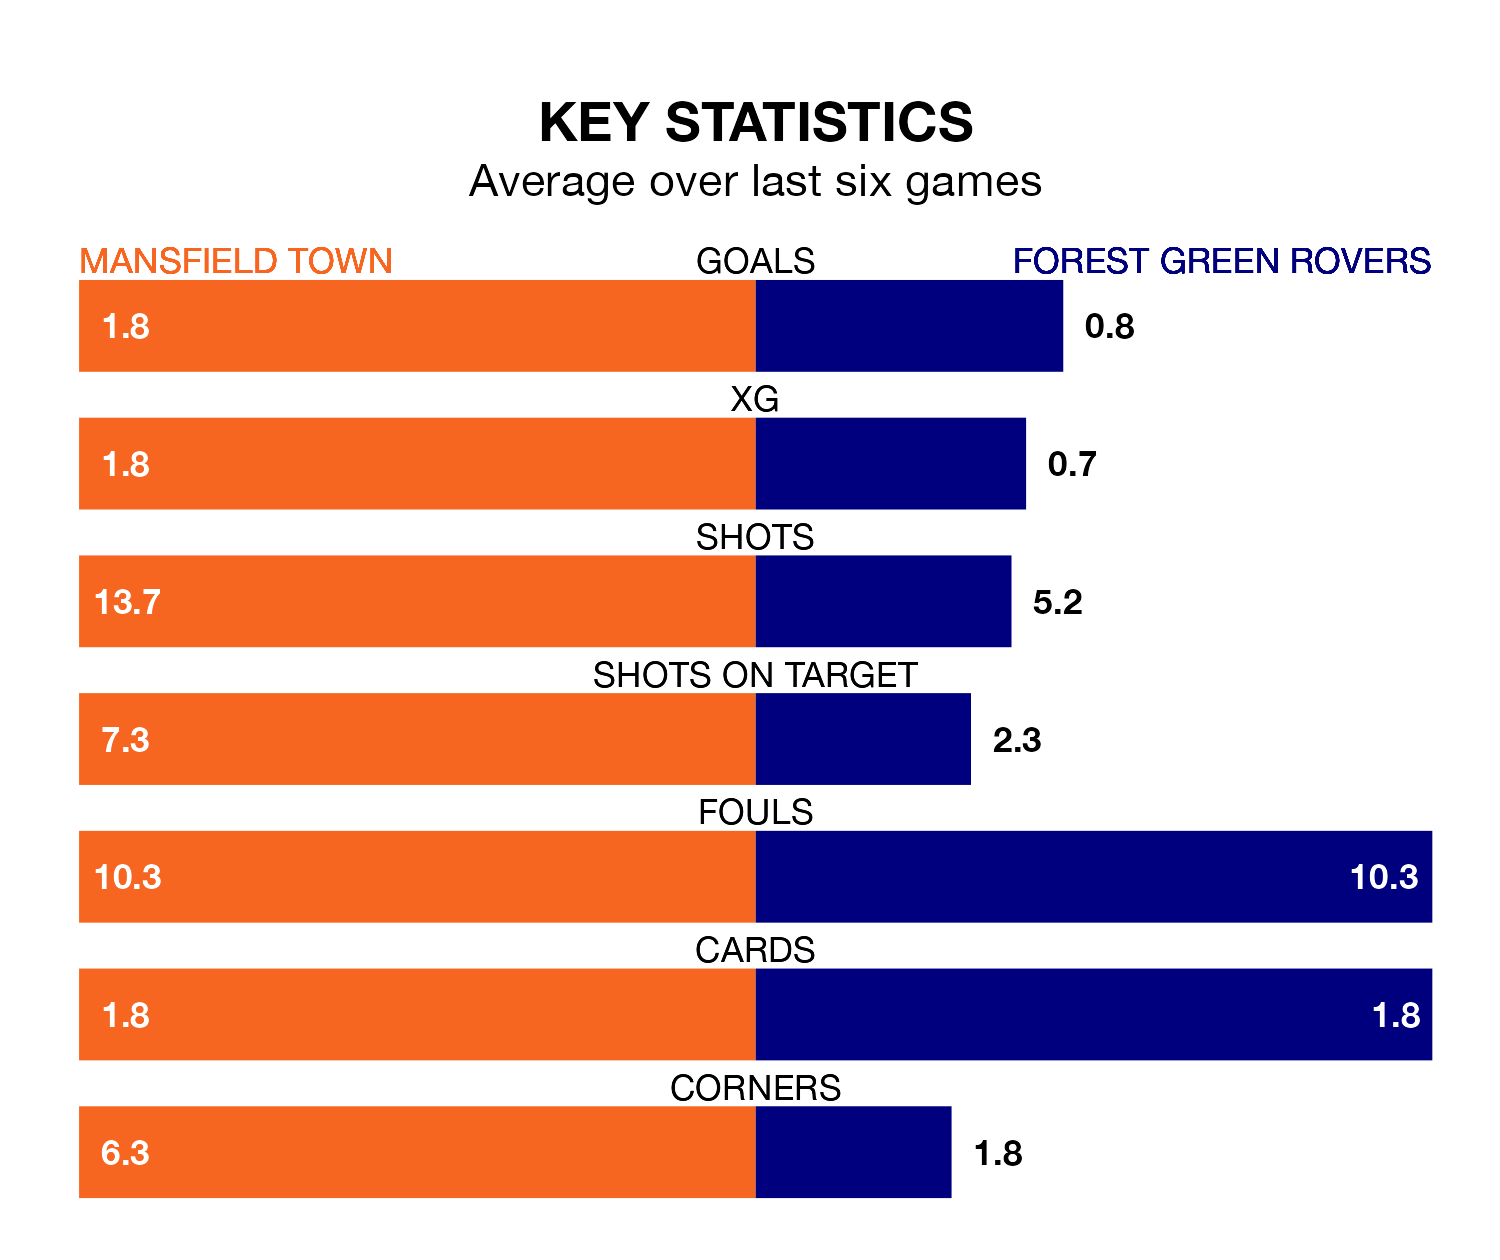 KEY STATISTICS
Average over last six games
MANSFIELD TOWN GOALS FOREST GREEN ROVERS
1.8 0.8
XG
1.8 0.7
SHOTS
13.7 5.2
SHOTS ON TARGET
7.3 2.3
FOULS
10.3 10.3
CARDS
1.8 1.8
CORNERS
6.3 1.8